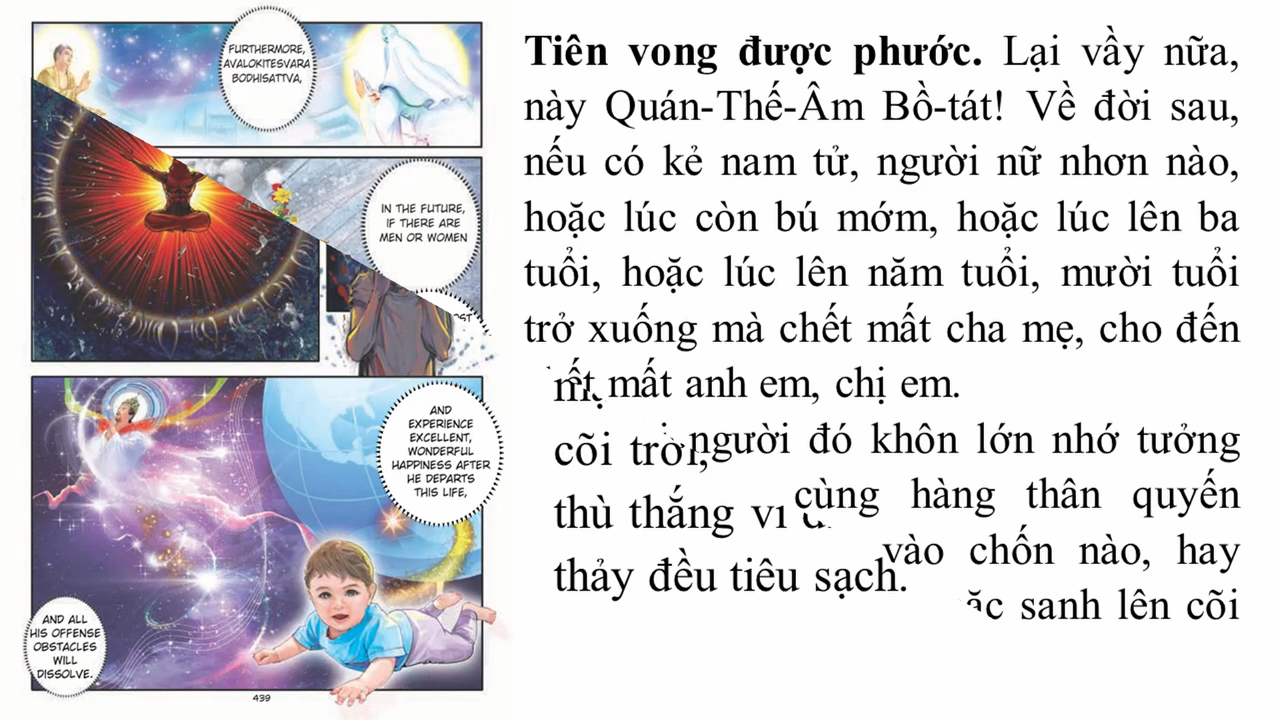 FURTHERMORE,
AVALOKITESVARA
BODHISATTVA,
IN THE FUTURE,
IF THERE ARE
MEN OR WOMEN
AND
EXPERIENCE
EXCELLENT,
WONDERFUL
HAPPINESS AFTER
HE DEPARTS
THIS LIFE,
AND ALL
HIS OFFENSE
OBSTACLES
WILL
DISSOLVE.
439
Tiên vong được phước. Lại vầy nữa,
này Quán-Thế-Âm Bồ-tát! Về đời sau,
nếu có kẻ nam tử, người nữ nhơn nào,
hoặc lúc còn bú mớm, hoặc lúc lên ba
tuổi, hoặc lúc lên năm tuổi, mười tuổi
trở xuống mà chết mất cha mẹ, cho đến
mất anh em, chị em.
người đó khôn lớn nhớ tưởng
cõi trời,
cùng hàng thân quyến
thù thắng vi
vào chốn nào, hay
thảy đều tiêu sạch.
sanh lên cõi